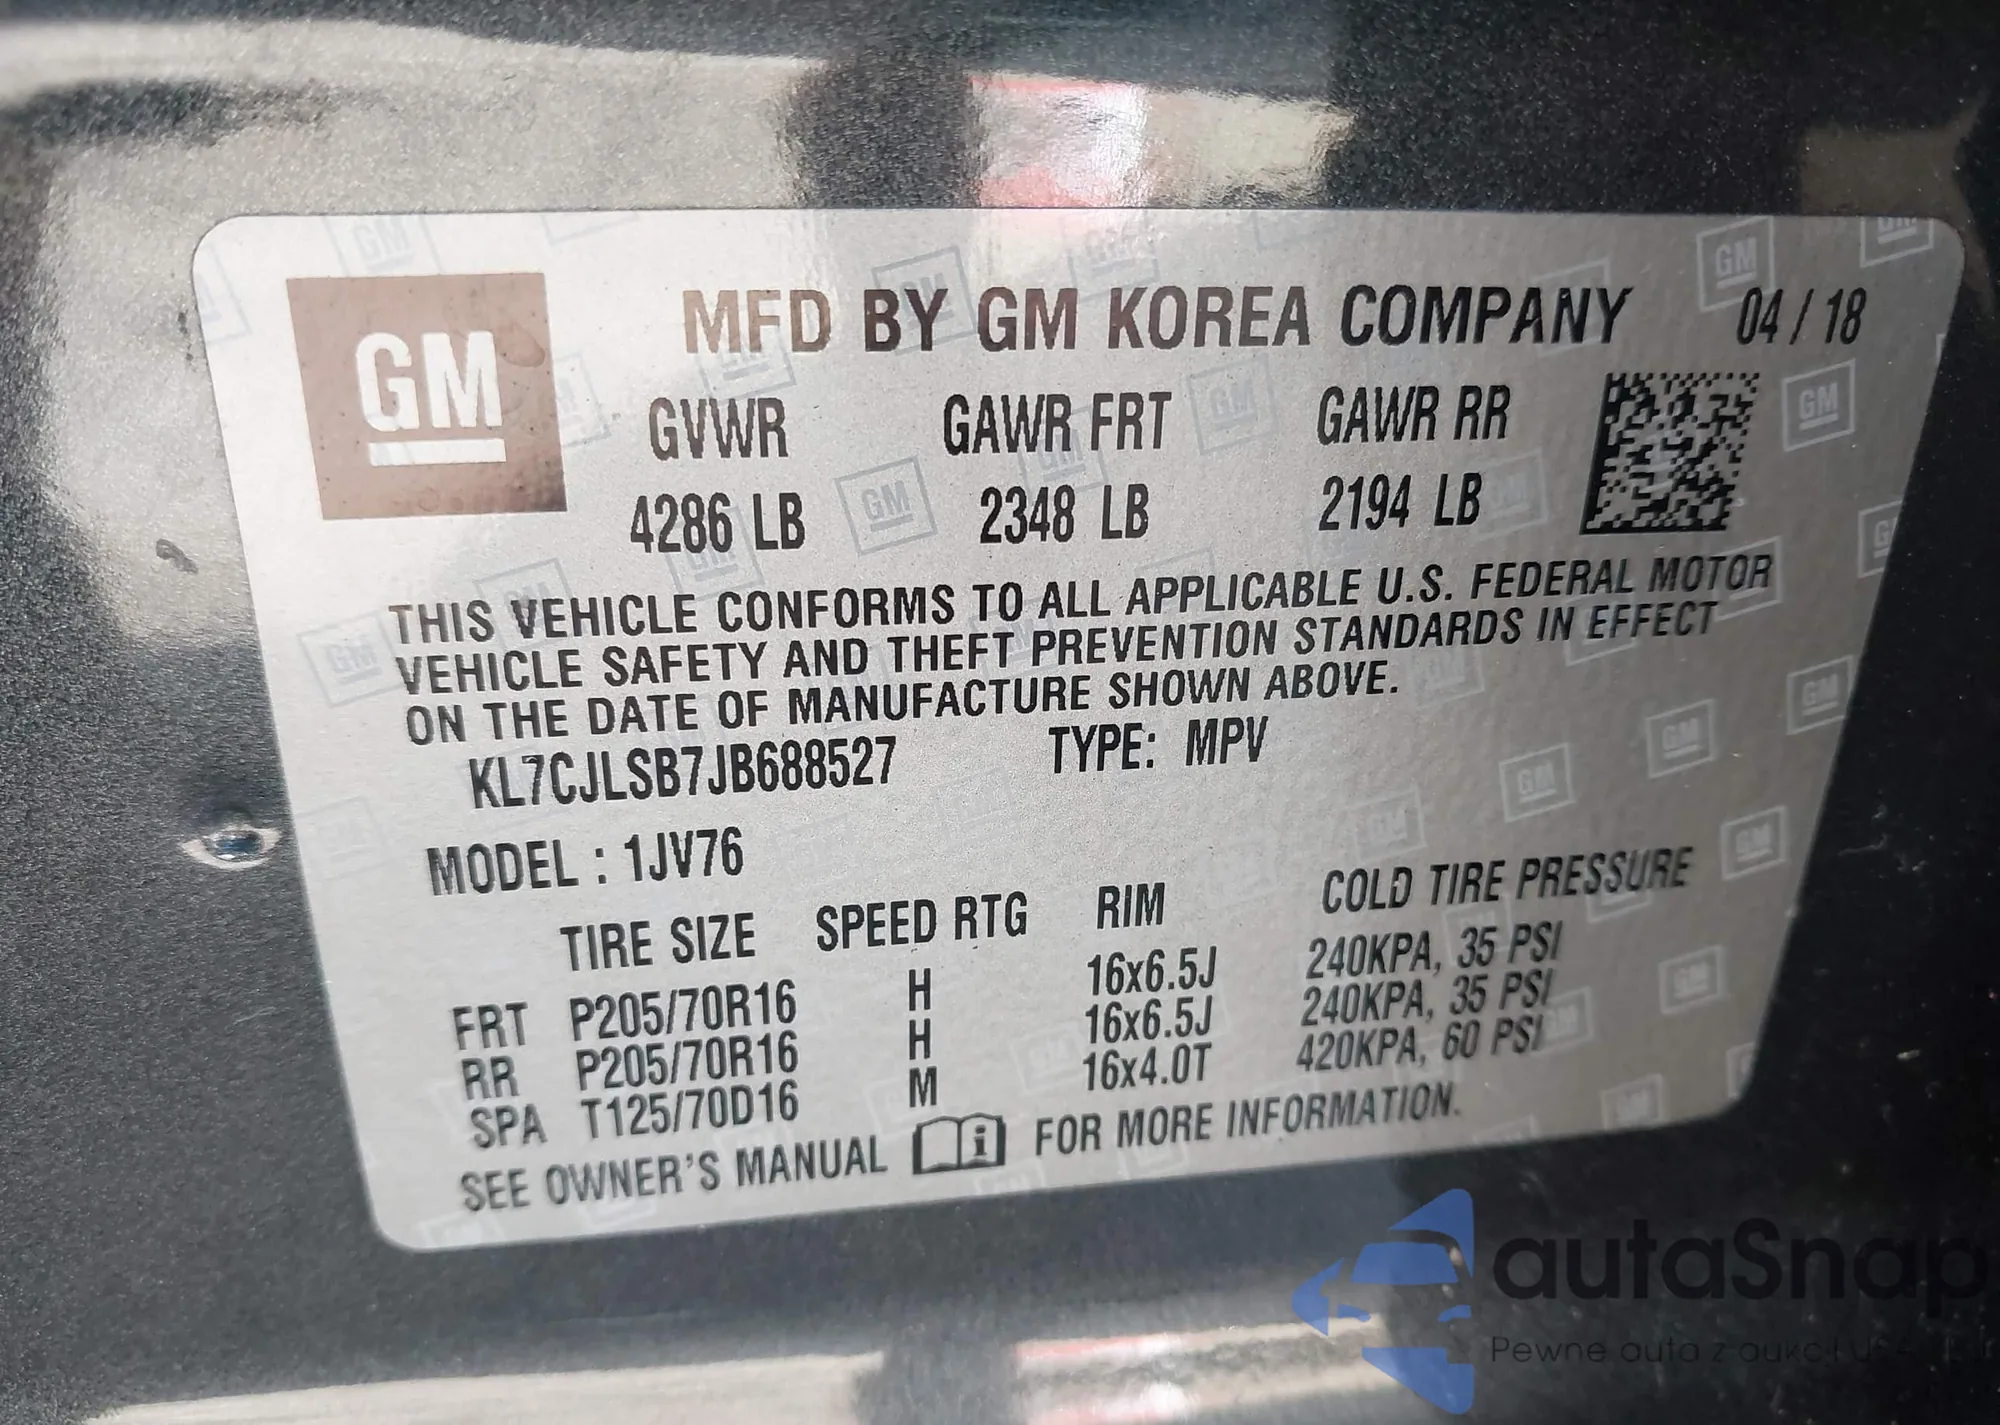 GM
MFD BY GM KOREA COMPANY 04 / 18
GVWR GAWR FRT GAWR RR
4286 LB 2348 LB 2194 LB
THIS VEHICLE CONFORMS TO ALL APPLICABLE U.S. FEDERAL MOTOR
VEHICLE SAFETY AND THEFT PREVENTION STANDARDS IN EFFECT
ON THE DATE OF MANUFACTURE SHOWN ABOVE.
KL7CJLSB7JB688527 TYPE: MPV
MODEL : 1JV76
TIRE SIZE SPEED RTG RIM COLD TIRE PRESSURE
FRT P205/70R16 H 16x6.5J 240KPA, 35 PSI
RR P205/70R16 H 16x6.5J 240KPA, 35 PSI
SPA T125/70D16 M 16x4.0T 420KPA, 60 PSI
SEE OWNER'S MANUAL i FOR MORE INFORMATION.
autaSnap
Pewne auta z aukcji USA